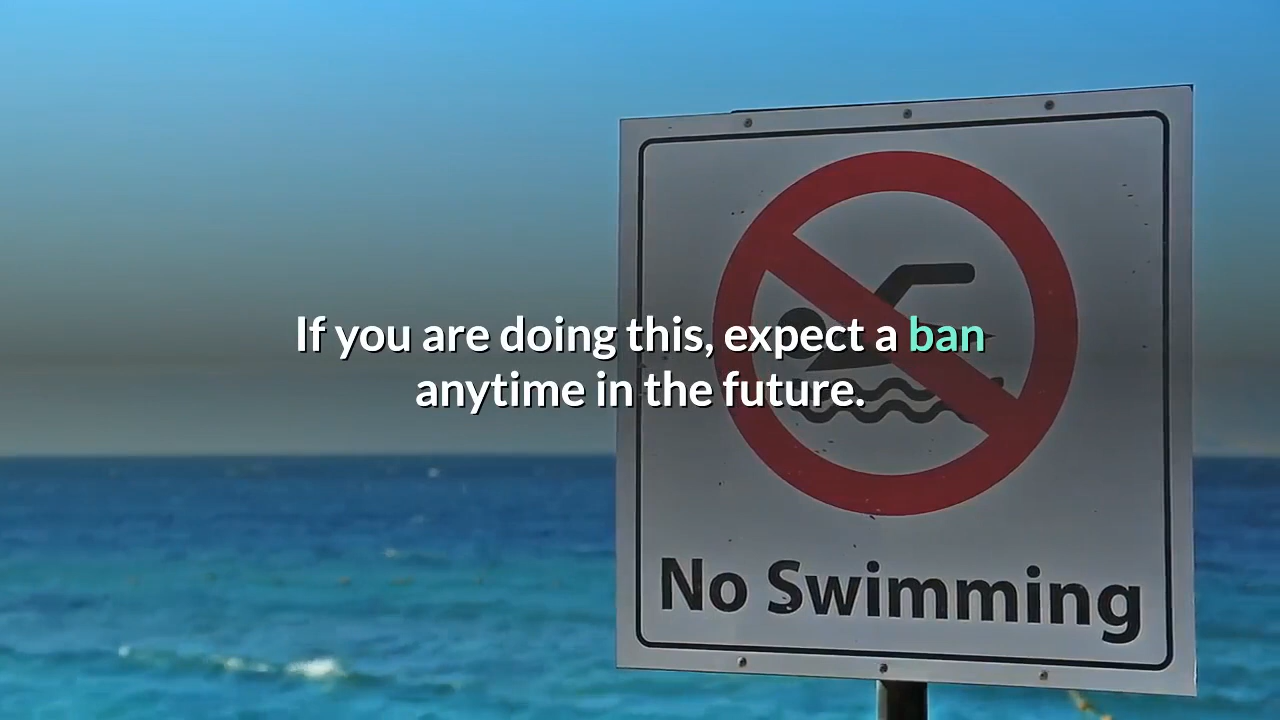 If you are doing this, expect a ban
anytime in the future.
No Swimming